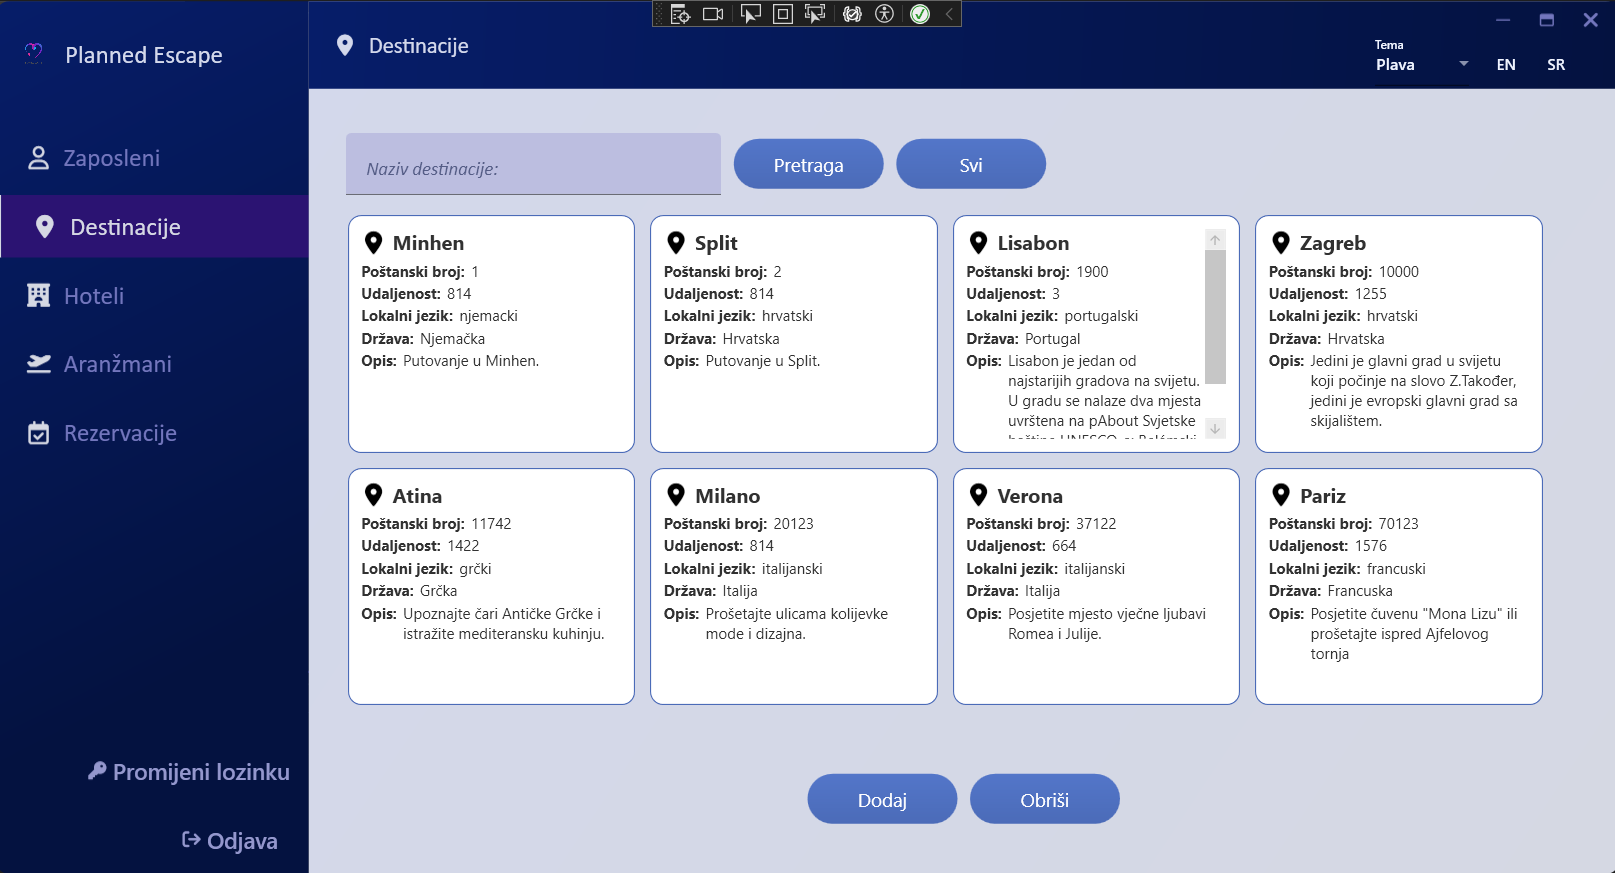 Planned Escape
Destinacije
Tema
Plava
EN
SR
Zaposleni
Destinacije
Hoteli
Aranžmani
Rezervacije
Promijeni lozinku
Odjava
Naziv destinacije:
Pretraga
Svi
Minhen
Poštanski broj: 1
Udaljenost: 814
Lokalni jezik: njemacki
Država: Njemačka
Opis: Putovanje u Minhen.
Split
Poštanski broj: 2
Udaljenost: 814
Lokalni jezik: hrvatski
Država: Hrvatska
Opis: Putovanje u Split.
Lisabon
Poštanski broj: 1900
Udaljenost: 3
Lokalni jezik: portugalski
Država: Portugal
Opis: Lisabon je jedan od
najstarijih gradova na svijetu.
U gradu se nalaze dva mjesta
uvrštena na pAbout Svjetske
Zagreb
Poštanski broj: 10000
Udaljenost: 1255
Lokalni jezik: hrvatski
Država: Hrvatska
Opis: Jedini je glavni grad u svijetu
koji počinje na slovo Z.Također,
jedini je evropski glavni grad sa
skijalištem.
Atina
Poštanski broj: 11742
Udaljenost: 1422
Lokalni jezik: grčki
Država: Grčka
Opis: Upoznajte čari Antičke Grčke i
istražite mediteransku kuhinju.
Milano
Poštanski broj: 20123
Udaljenost: 814
Lokalni jezik: italijanski
Država: Italija
Opis: Prošetajte ulicama kolijevke
mode i dizajna.
Verona
Poštanski broj: 37122
Udaljenost: 664
Lokalni jezik: italijanski
Država: Italija
Opis: Posjetite mjesto vječne ljubavi
Romea i Julije.
Pariz
Poštanski broj: 70123
Udaljenost: 1576
Lokalni jezik: francuski
Država: Francuska
Opis: Posjetite čuvenu "Mona Lizu" ili
prošetajte ispred Ajfelovog
tornja
Dodaj
Obriši